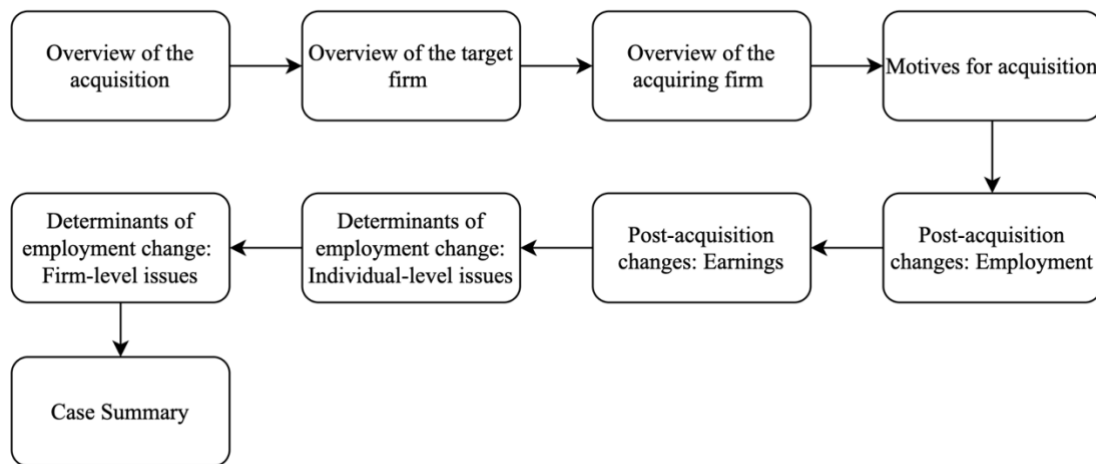 Overview of the
acquisition
Overview of the target
firm
Overview of the
acquiring firm
Motives for acquisition
Post-acquisition
changes: Employment
Post-acquisition
changes: Earnings
Determinants of
employment change:
Individual-level issues
Determinants of
employment change:
Firm-level issues
Case Summary